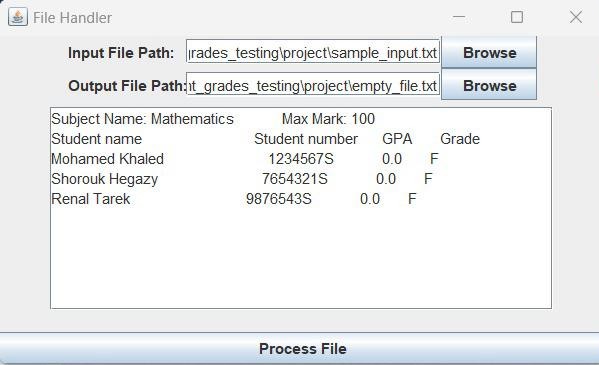 File Handler
Input File Path: grades_testing\project\sample_input.txt Browse
Output File Path: nt_grades_testing\project\empty_file.txt Browse
Subject Name: Mathematics Max Mark: 100
Student name Student number GPA Grade
Mohamed Khaled 1234567S 0.0 F
Shorouk Hegazy 7654321S 0.0 F
Renal Tarek 9876543S 0.0 F
Process File